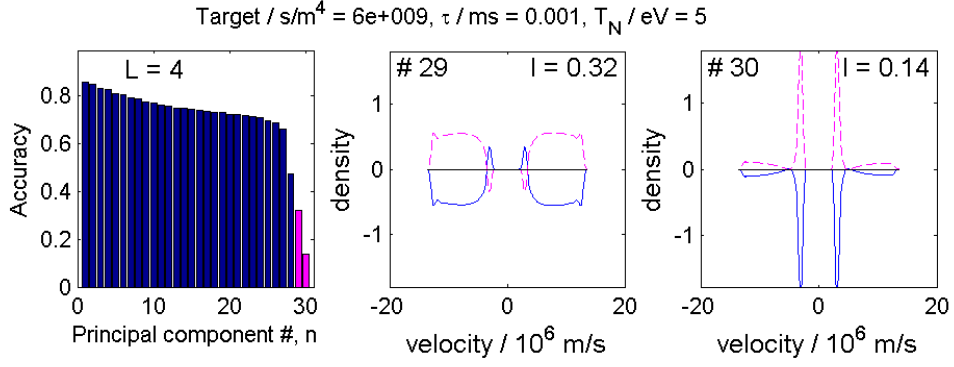 Target / s/m⁴ = 6e+009, τ / ms = 0.001, T_N / eV = 5
L = 4
Accuracy
0.8
0.6
0.4
0.2
0
0
10
20
30
Principal component #, n
# 29
I = 0.32
density
1
0
-1
-20
0
20
velocity / 10⁶ m/s
# 30
I = 0.14
density
1
0
-1
-20
0
20
velocity / 10⁶ m/s